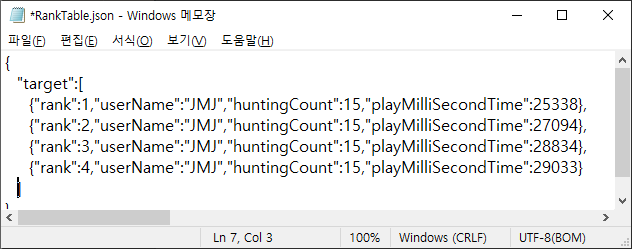 *RankTable.json - Windows 메모장
파일(F) 편집(E) 서식(O) 보기(V) 도움말(H)
{
"target":[
{"rank":1,"userName":"JMJ","huntingCount":15,"playMilliSecondTime":25338},
{"rank":2,"userName":"JMJ","huntingCount":15,"playMilliSecondTime":27094},
{"rank":3,"userName":"JMJ","huntingCount":15,"playMilliSecondTime":28834},
{"rank":4,"userName":"JMJ","huntingCount":15,"playMilliSecondTime":29033}
]
}
Ln 7, Col 3 100% Windows (CRLF) UTF-8(BOM)